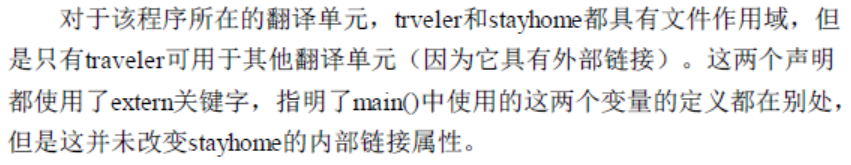 对于该程序所在的翻译单元，trveler和stayhome都具有文件作用域，但
是只有traveler可用于其他翻译单元（因为它具有外部链接）。这两个声明
都使用了extern关键字，指明了main()中使用的这两个变量的定义都在别处，
但是这并未改变stayhome的内部链接属性。